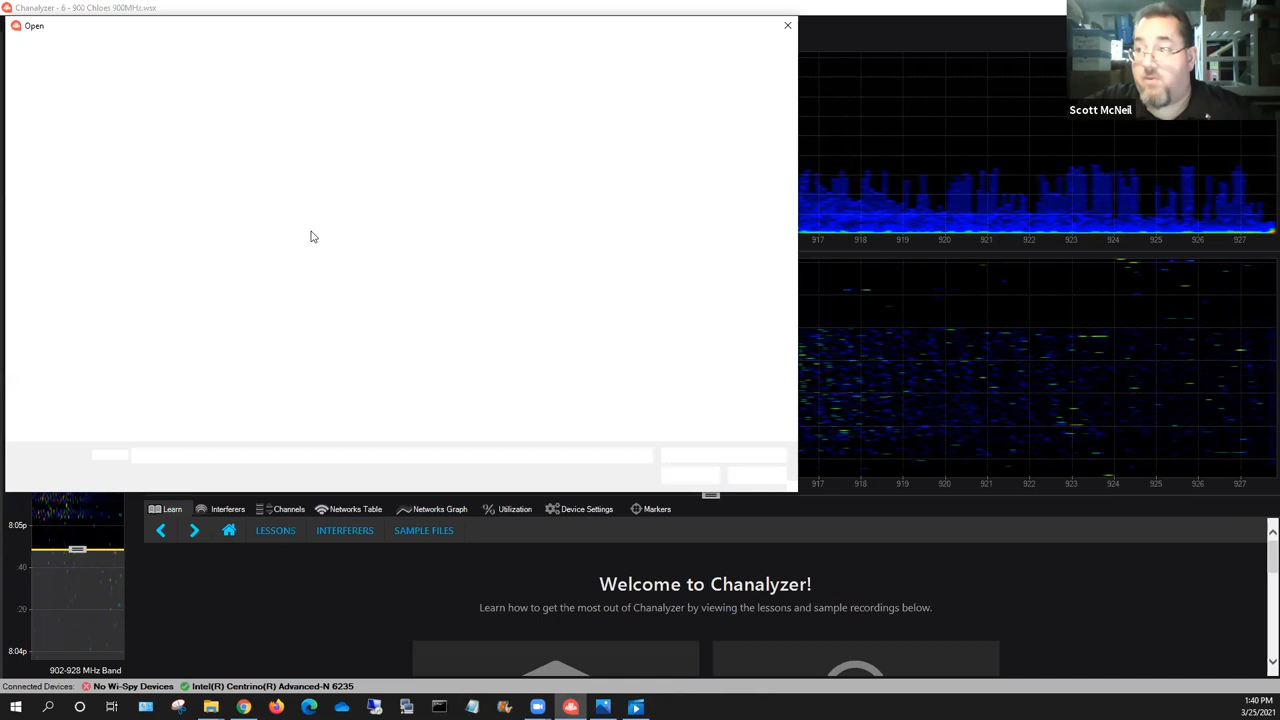 Chanalyzer - 6 - 900 Chloes 900MHz.wsx
Open
Scott McNeil
917 918 919 920 921 922 923 924 925 926 927
917 918 919 920 921 922 923 924 925 926 927
8:05p
:40
:20
8:04p
902-928 MHz Band
Learn Interferers Channels Networks Table Networks Graph Utilization Device Settings Markers
LESSONS INTERFERERS SAMPLE FILES
Welcome to Chanalyzer!
Learn how to get the most out of Chanalyzer by viewing the lessons and sample recordings below.
Connected Devices: No Wi-Spy Devices Intel(R) Centrino(R) Advanced-N 6235
1:40 PM
3/25/2021